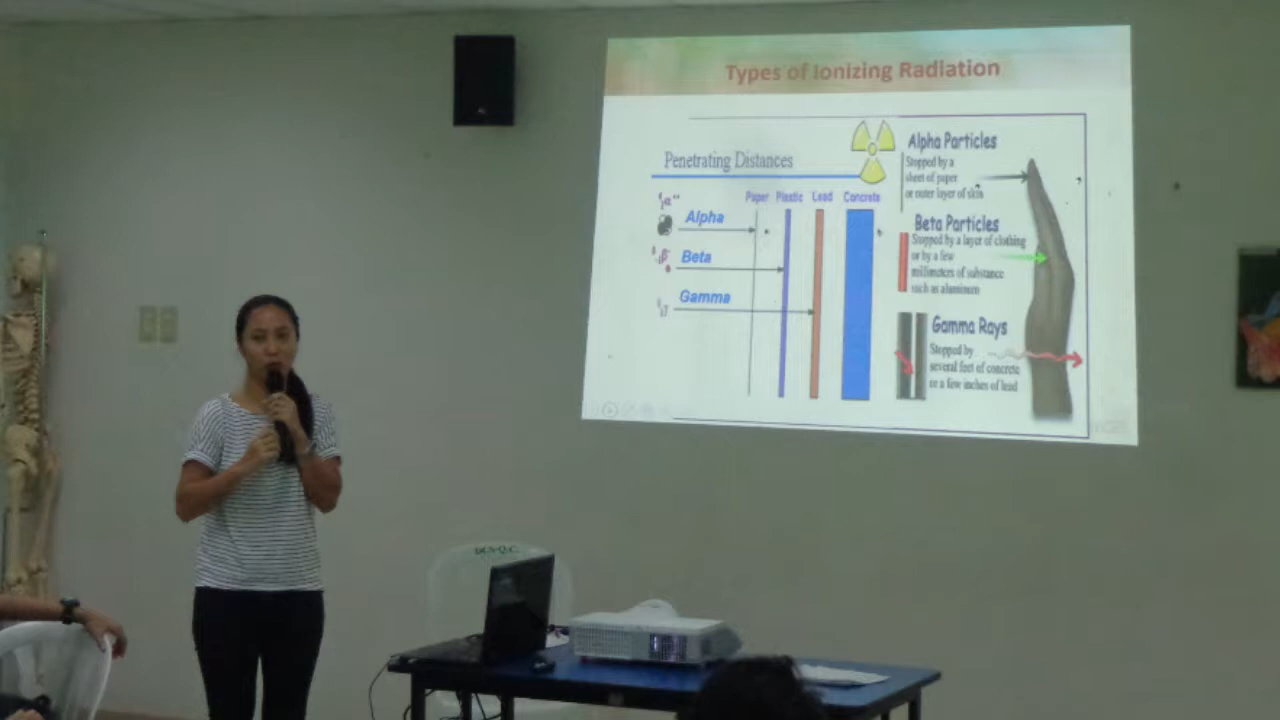 Types of Ionizing Radiation
Penetrating Distances
Paper Plastic Lead Concrete
Alpha
Beta
Gamma
Alpha Particles
Stopped by a
sheet of paper
or outer layer of skin
Beta Particles
Stopped by a layer of clothing
or by a few
millimeters of substance
such as aluminum
Gamma Rays
Stopped by
several feet of concrete
or a few inches of lead